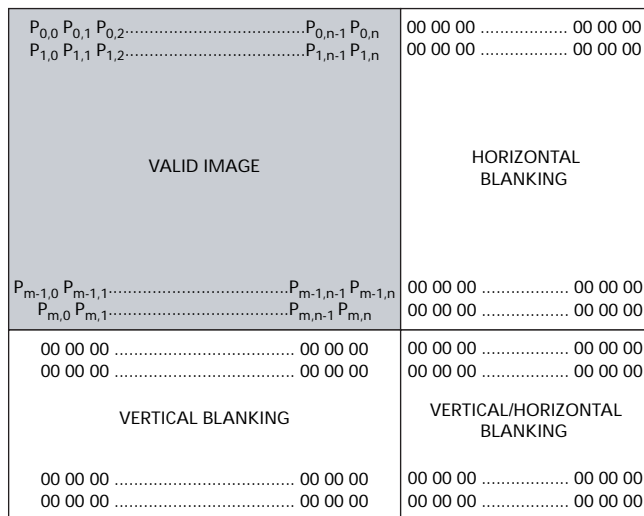 P0,0 P0,1 P0,2.....................................P0,n-1 P0,n
P1,0 P1,1 P1,2.....................................P1,n-1 P1,n
VALID IMAGE
Pm-1,0 Pm-1,1.....................................Pm-1,n-1 Pm-1,n
Pm,0 Pm,1.....................................Pm,n-1 Pm,n
00 00 00 .................. 00 00 00
00 00 00 .................. 00 00 00
HORIZONTAL
BLANKING
00 00 00 .................. 00 00 00
00 00 00 .................. 00 00 00
00 00 00 ..................................... 00 00 00
00 00 00 ..................................... 00 00 00
VERTICAL BLANKING
00 00 00 ..................................... 00 00 00
00 00 00 ..................................... 00 00 00
00 00 00 .................. 00 00 00
00 00 00 .................. 00 00 00
VERTICAL/HORIZONTAL
BLANKING
00 00 00 .................. 00 00 00
00 00 00 .................. 00 00 00